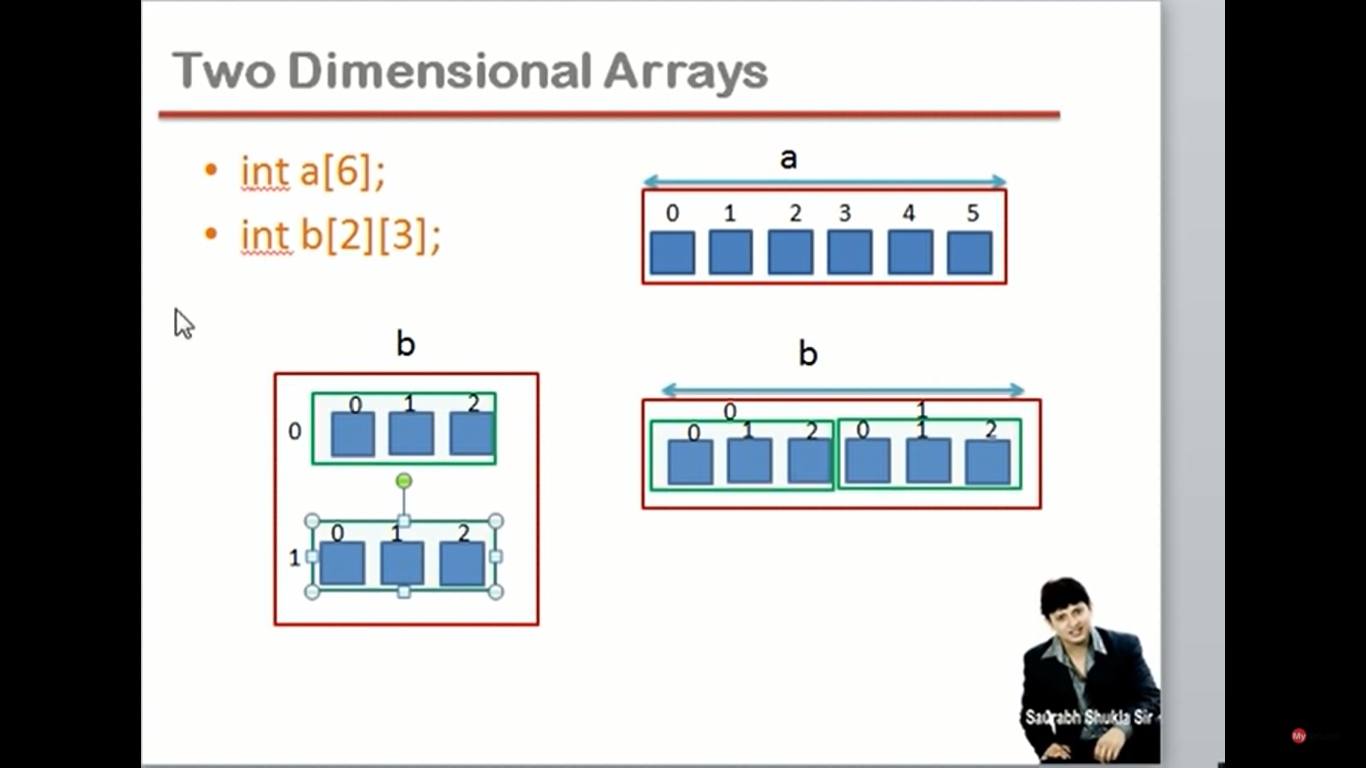 Two Dimensional Arrays
• int a[6];
• int b[2][3];
a
0 1 2 3 4 5
b
0 1 2
0
0 1 2
1
b
0 1
0 1 2 0 1 2
Saurabh Shukla Sir
My